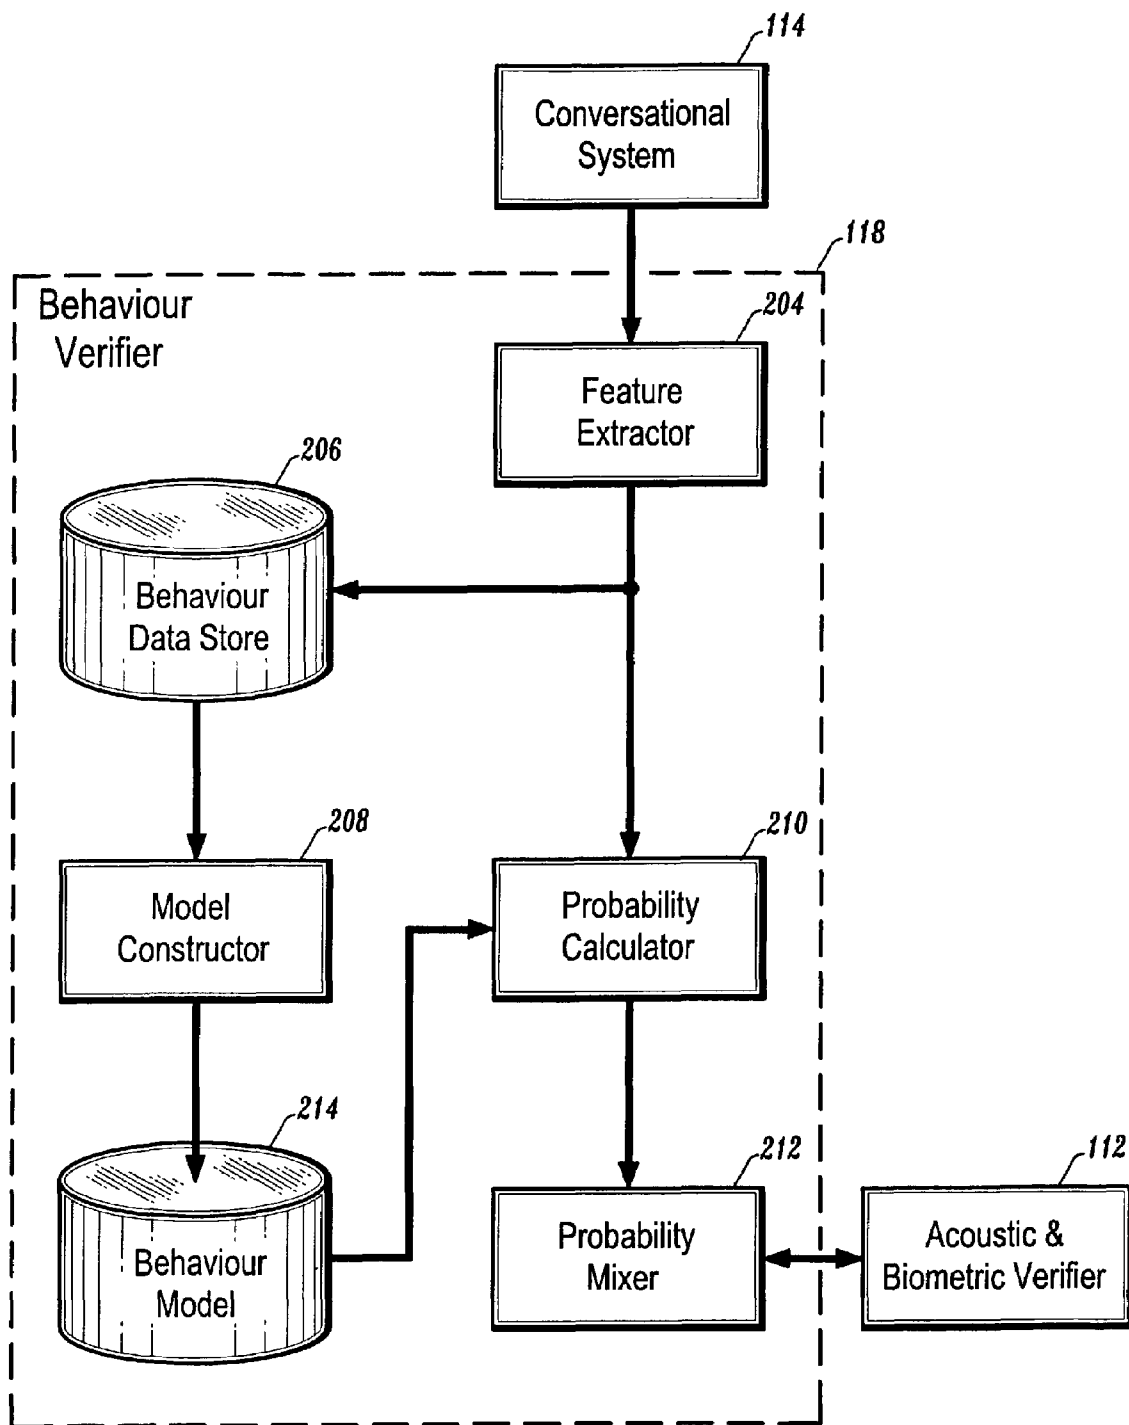 114
Conversational
System
118
Behaviour
Verifier
204
Feature
Extractor
206
Behaviour
Data Store
208
Model
Constructor
210
Probability
Calculator
214
Behaviour
Model
212
Probability
Mixer
112
Acoustic &
Biometric Verifier